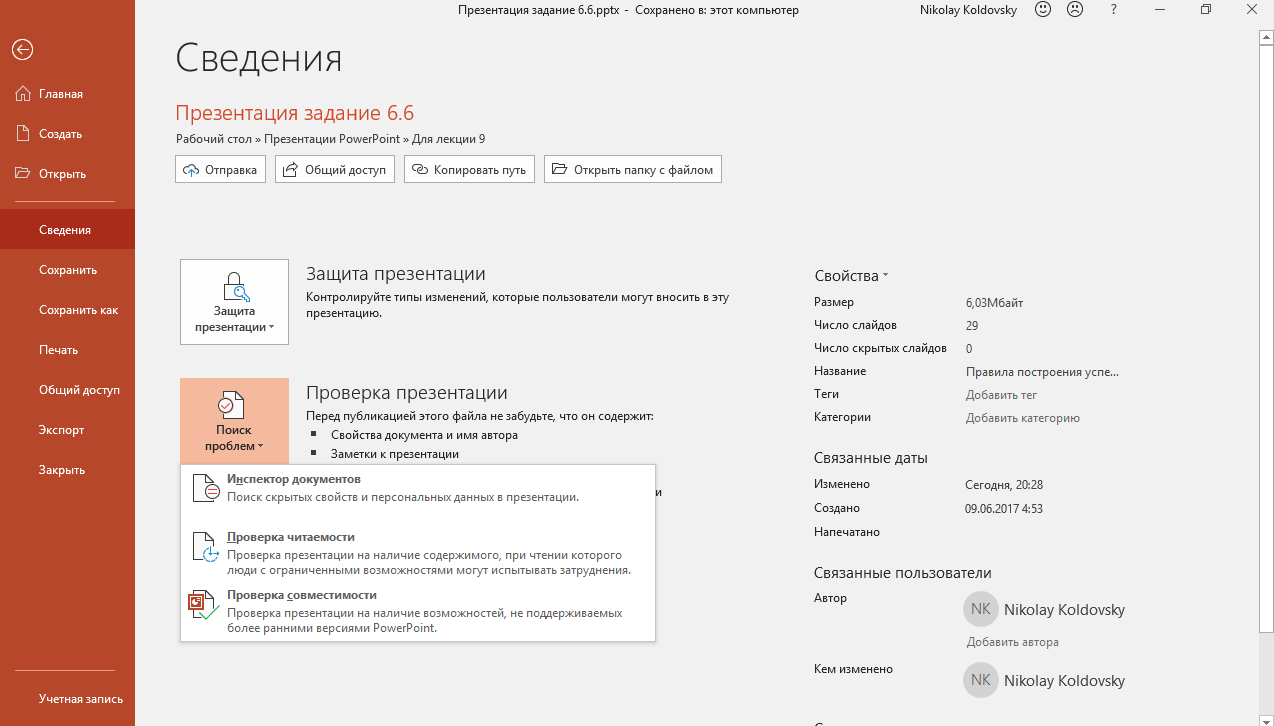 Презентация задание 6.6.pptx - Сохранено в: этот компьютер
Nikolay Koldovsky
?
Главная
Создать
Открыть
Сведения
Сохранить
Сохранить как
Печать
Общий доступ
Экспорт
Закрыть
Учетная запись
Сведения
Презентация задание 6.6
Рабочий стол » Презентации PowerPoint » Для лекции 9
Отправка
Общий доступ
Копировать путь
Открыть папку с файлом
Защита
презентации
Защита презентации
Контролируйте типы изменений, которые пользователи могут вносить в эту
презентацию.
Поиск
проблем
Проверка презентации
Перед публикацией этого файла не забудьте, что он содержит:
Свойства документа и имя автора
Заметки к презентации
и
Инспектор документов
Поиск скрытых свойств и персональных данных в презентации.
Проверка читаемости
Проверка презентации на наличие содержимого, при чтении которого
люди с ограниченными возможностями могут испытывать затруднения.
Проверка совместимости
Проверка презентации на наличие возможностей, не поддерживаемых
более ранними версиями PowerPoint.
Свойства
Размер 6,03Мбайт
Число слайдов 29
Число скрытых слайдов 0
Название Правила построения успе...
Теги Добавить тег
Категории Добавить категорию
Связанные даты
Изменено Сегодня, 20:28
Создано 09.06.2017 4:53
Напечатано
Связанные пользователи
Автор
NK Nikolay Koldovsky
Добавить автора
Кем изменено
NK Nikolay Koldovsky